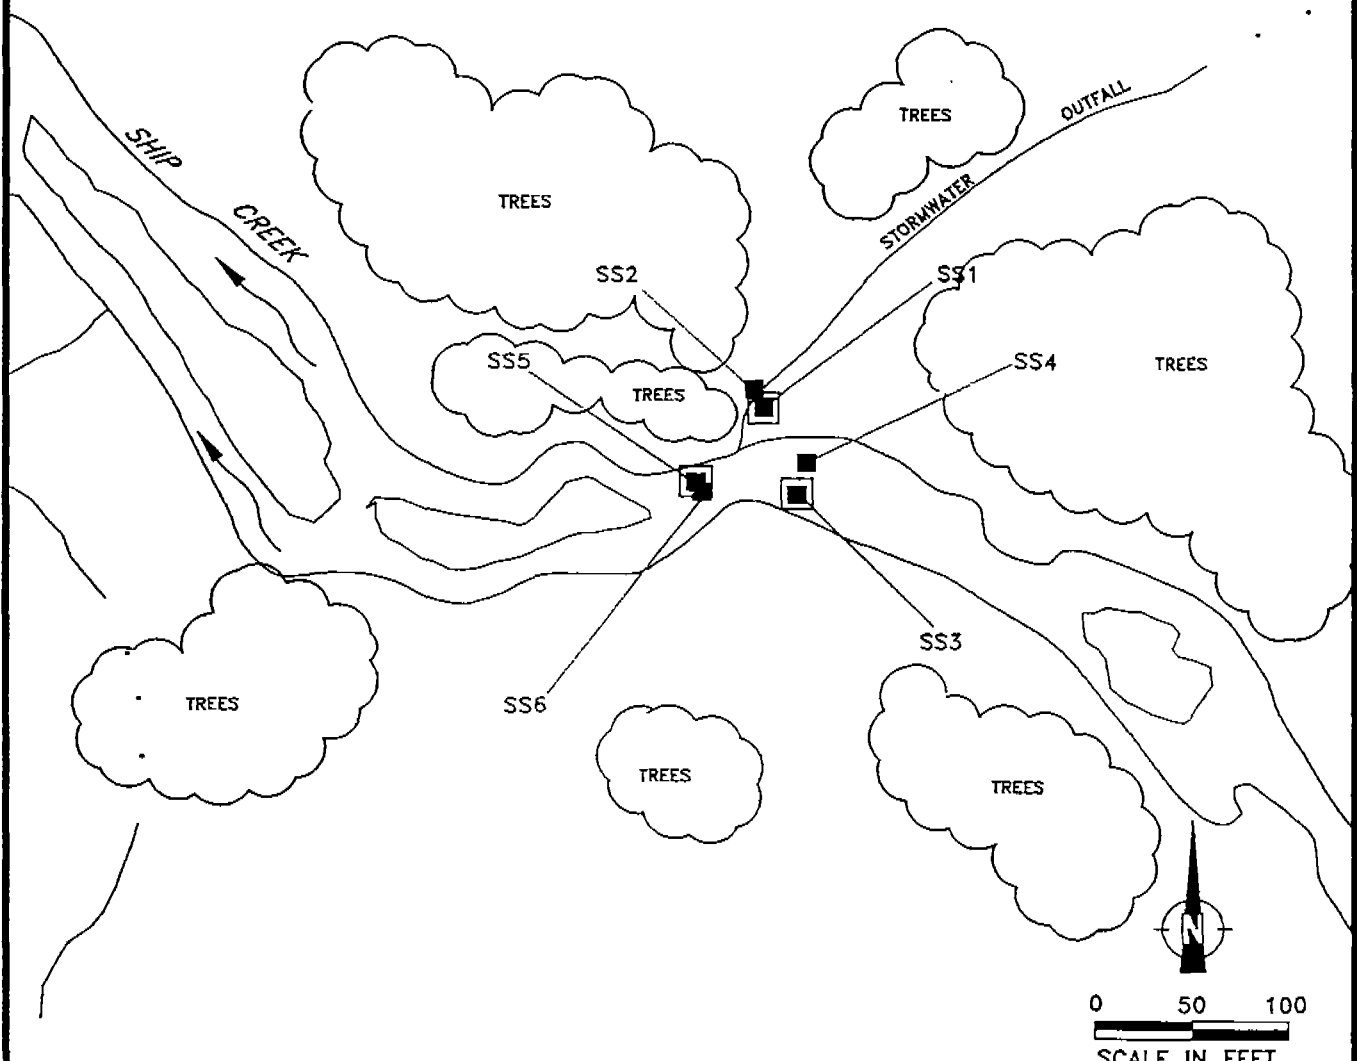 TREES
OUTFALL
SHIP
TREES
STORMWATER
CREEK
SS2
SS1
SS5
SS4
TREES
TREES
SS3
TREES
SS6
TREES
TREES
N
0 50 100
SCALE IN FEET